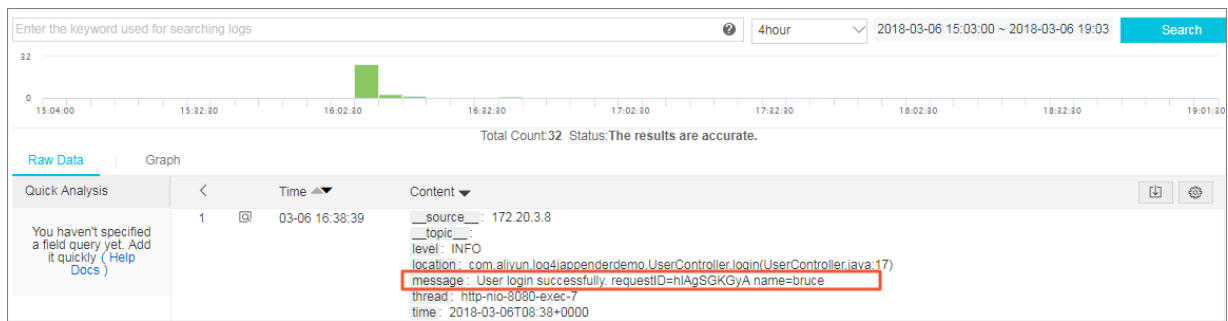 Enter the keyword used for searching logs
4hour
2018-03-06 15:03:00 ~ 2018-03-06 19:03
Search
32
0
15:04:00 15:32:30 16:02:30 16:32:30 17:02:30 17:32:30 18:02:30 18:32:30 19:01:30
Total Count:32 Status:The results are accurate.
Raw Data Graph
Quick Analysis
Time
Content
You haven't specified
a field query yet. Add
it quickly ( Help
Docs )
1 03-06 16:38:39
__source__: 172.20.3.8
__topic__:
level: INFO
location: com.aliyun.log4jappenderdemo.UserController.login(UserController.java:17)
message: User login successfully. requestID=hlAgSGKGyA name=bruce
thread: http-nio-8080-exec-7
time: 2018-03-06T08:38+0000